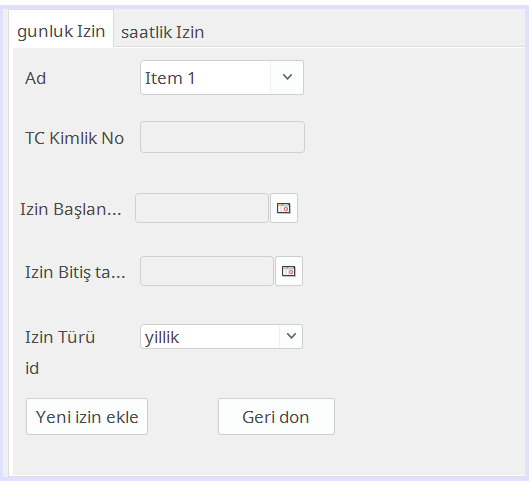 gunluk Izin saatlik Izin
Ad Item 1
TC Kimlik No
Izin Başlan...
Izin Bitiş ta...
Izin Türü yillik
id
Yeni izin ekle Geri don